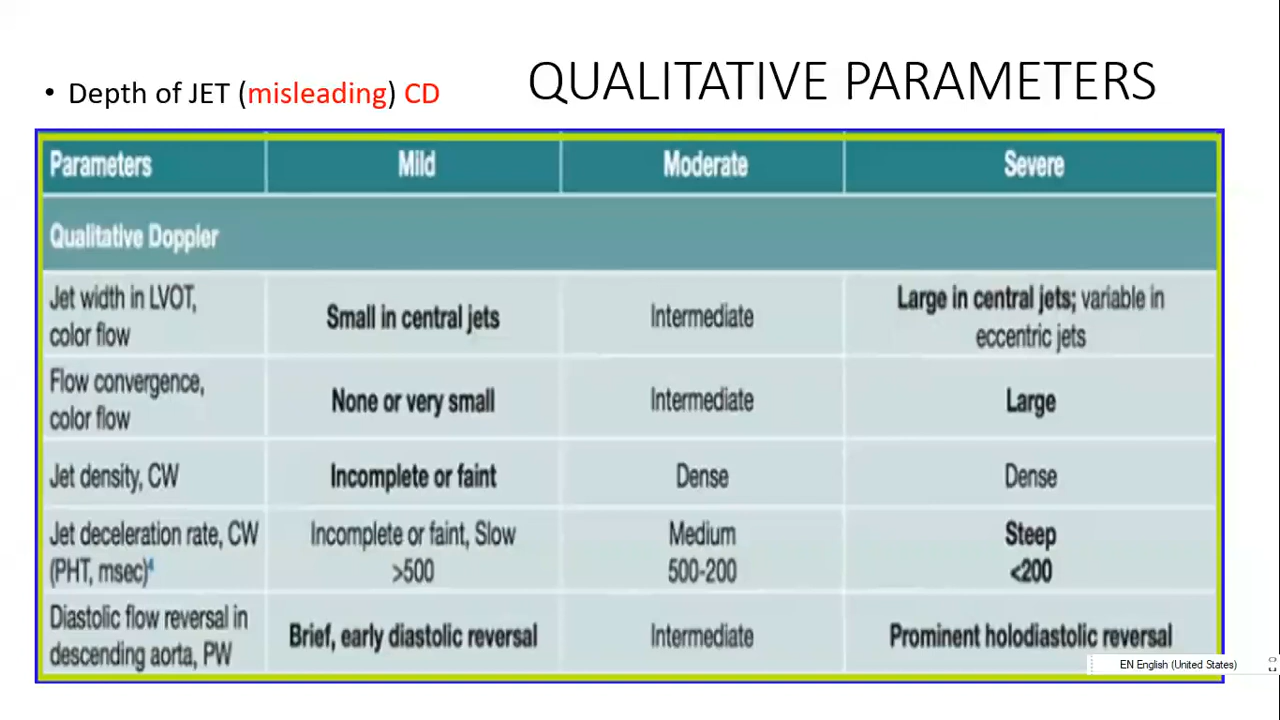 • Depth of JET (misleading) CD
QUALITATIVE PARAMETERS
Parameters Mild Moderate Severe
Qualitative Doppler
Jet width in LVOT,
color flow
Small in central jets
Intermediate
Large in central jets; variable in
eccentric jets
Flow convergence,
color flow
None or very small
Intermediate
Large
Jet density, CW
Incomplete or faint
Dense
Dense
Jet deceleration rate, CW
(PHT, msec)⁴
Incomplete or faint, Slow
>500
Medium
500-200
Steep
<200
Diastolic flow reversal in
descending aorta, PW
Brief, early diastolic reversal
Intermediate
Prominent holodiastolic reversal
EN English (United States)